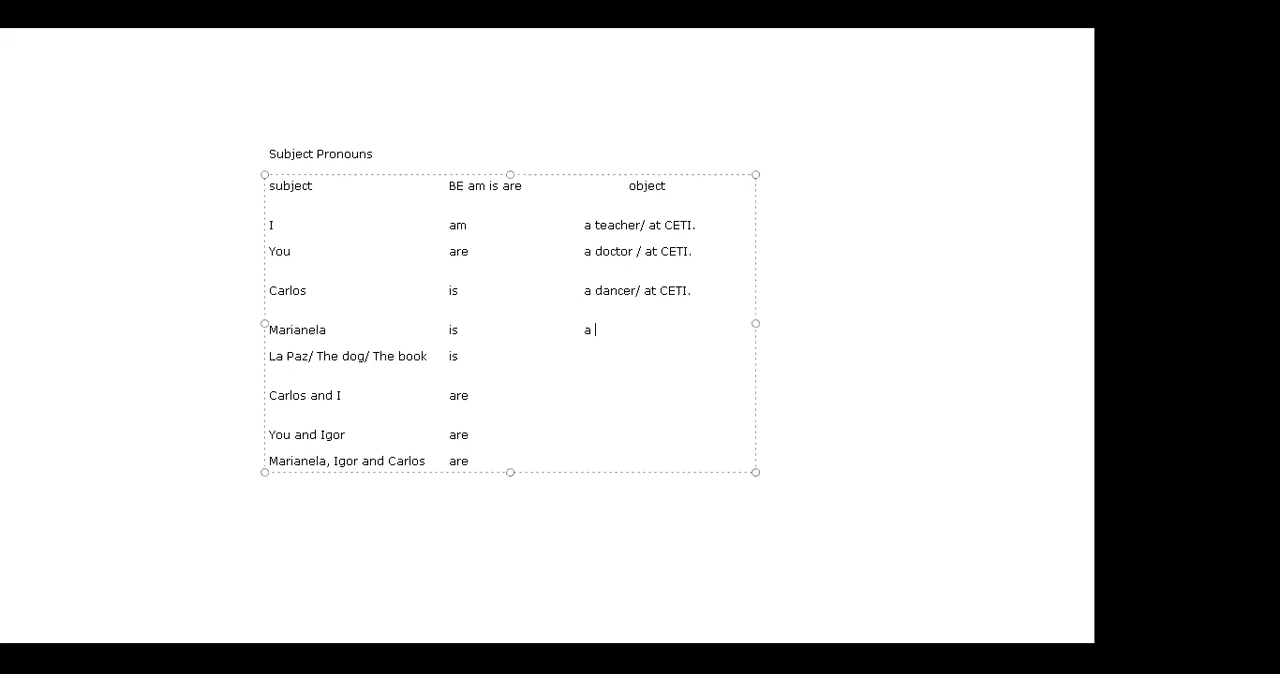 Subject Pronouns
subject BE am is are object
I am a teacher/ at CETI.
You are a doctor / at CETI.
Carlos is a dancer/ at CETI.
Marianela is a
La Paz/ The dog/ The book is
Carlos and I are
You and Igor are
Marianela, Igor and Carlos are